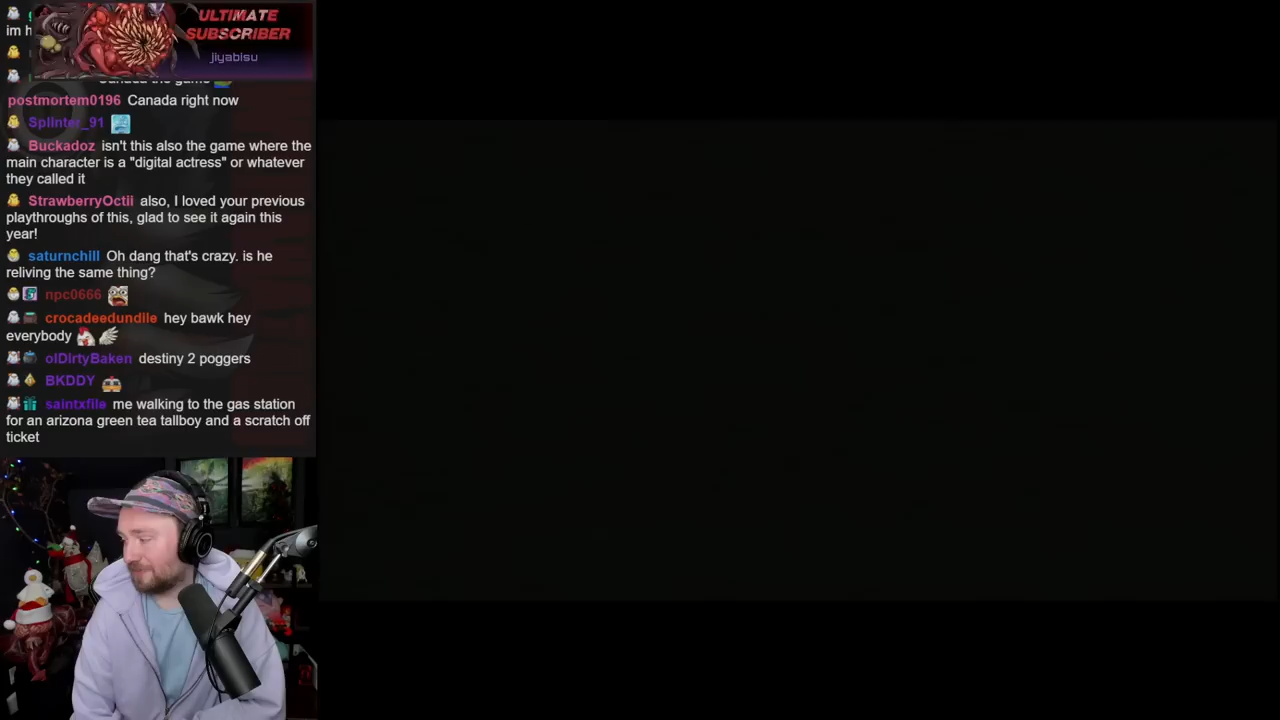 ULTIMATE
SUBSCRIBER
jiyabisu
im h
Canada the game
postmortem0196 Canada right now
Splinter_91
Buckadoz isn't this also the game where the
main character is a "digital actress" or whatever
they called it
StrawberryOctii also, I loved your previous
playthroughs of this, glad to see it again this
year!
saturnchill Oh dang that's crazy. is he
reliving the same thing?
npc0666
crocadeedundile hey bawk hey
everybody
olDIrtyBaken destiny 2 poggers
BKDDY
saintxfile me walking to the gas station
for an arizona green tea tallboy and a scratch off
ticket